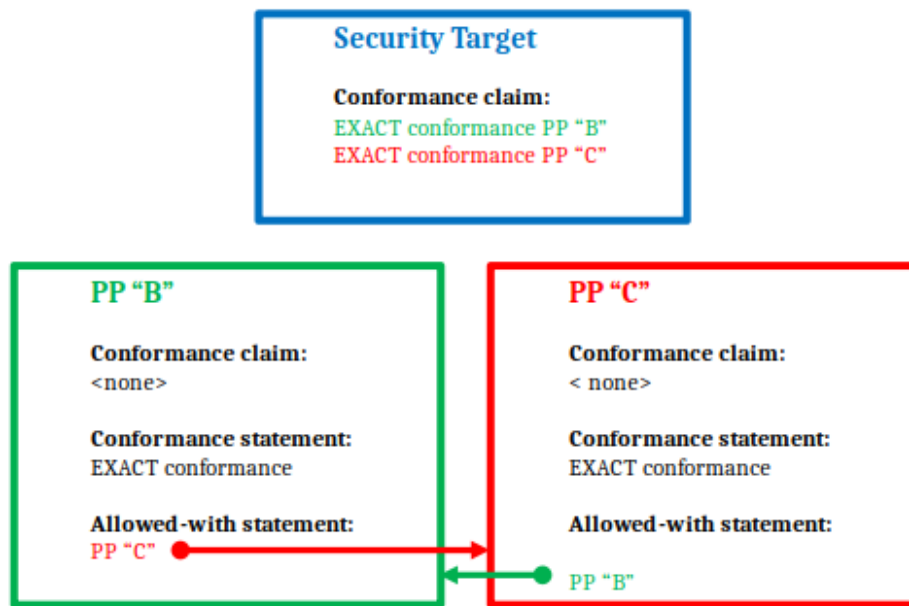 Security Target
Conformance claim:
EXACT conformance PP “B”
EXACT conformance PP “C”
PP “B”
Conformance claim:
<none>
Conformance statement:
EXACT conformance
Allowed-with statement:
PP “C”
PP “C”
Conformance claim:
< none>
Conformance statement:
EXACT conformance
Allowed-with statement:
PP “B”